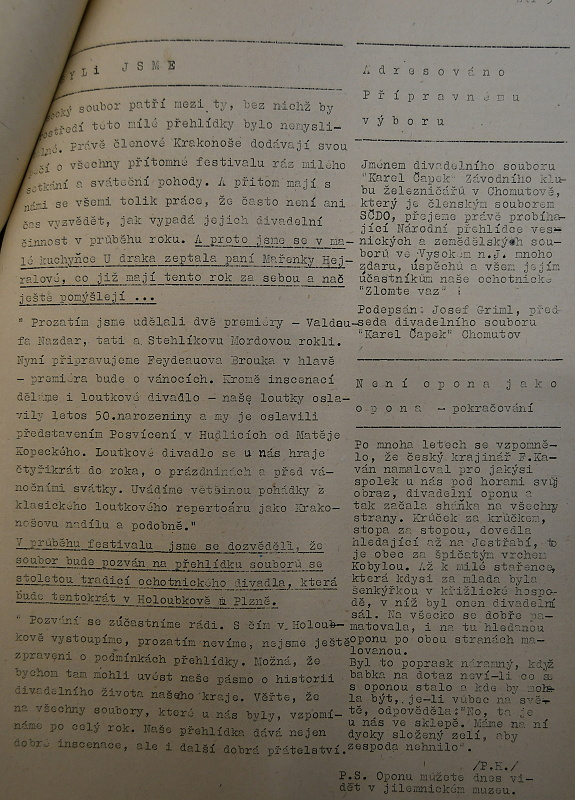 YLI JSME
soubor patří mezi ty, bez nichž by
středí této milé přehlídky bylo nemysli-
lné. Právě členové Krakonoše dodávají svou
o všechny přítomné festivalu ráz milého
setkání a sváteční pohody. A přitom mají s
námi se všemi tolik práce, že často není ani
čas vyzvědět, jak vypadá jejich divadelní
činnost v průběhu roku. A proto jsme se v ma-
lé kuchyňce U draka zeptala paní Mařenky Hej-
ralové, co již mají tento rok za sebou a nač
ještě pomýšlejí ...
" Prozatím jsme udělali dvě premiéry - Valdau-
fa Nazdar, tati a Stehlíkovu Mordovou rokli.
Nyní připravujeme Feydeauova Brouka v hlavě
- premiéra bude o vánocích. Kromě inscenací
děláme i loutkové divadlo - naše loutky osla-
vily letos 50.narozeniny a my je oslavili
představením Posvícení v Hudlicích od Matěje
Kopeckého. Loutkové divadlo se u nás hraje
čtyřikrát do roka, o prázdninách a před vá-
nočními svátky. Uvádíme většinou pohádky z
klasického loutkového repertoáru jako Krako-
nošovu nadílu a podobně."
V průběhu festivalu jsme se dozvěděli, že
soubor bude pozván na přehlídku souborů se
stoletou tradicí ochotnického divadla, která
bude tentokrát v Holoubkově u Plzně.
" Pozvání se zúčastníme rádi. S čím v Holoub-
kově vystoupíme, prozatím nevíme, nejsme ještě
zpraveni o podmínkách přehlídky. Možná, že
bychom tam mohli uvést naše pásmo o historii
divadelního života našeho kraje. Věřte, že
na všechny soubory, které u nás byly, vzpomí-
náme po celý rok. Naše přehlídka dává nejen
dobré inscenace, ale i další dobrá přátelství.
Adresováno
Přípravnému
výboru
Jménem divadelního souboru
"Karel Čapek" Závodního klu-
bu železničářů v Chomutově,
který je členským souborem
SČDO, přejeme právě probíha-
jící Národní přehlídce ves-
nických a zemědělských sou-
borů ve Vysokém n.J. mnoho
zdaru, úspěchů a všem jejím
účastníkům naše ochotnické
"Zlomte vaz" !
Podepsán: Josef Griml, před-
seda divadelního souboru
"Karel Čapek" Chomutov
Není opona jako
opona - pokračování
Po mnoha letech se vzpomně-
lo, že český krajinář F.Ka-
ván namaloval pro jakýsi
spolek u nás pod horami svůj
obraz, divadelní oponu a
tak začala sháňka na všechny
strany. Krůček za krůčkem,
stopa za stopou, dovedla
hledající až na Jestřabí, to
je obec za špičatým vrchem
Kobylou. Až k milé stařence,
která kdysi za mlada byla
šenkýřkou v křižlické hospo-
dě, v níž byl onen divadelní
sál. Na všecko se dobře pa-
matovala, i na tu hledanou
oponu po obou stranách ma-
lovanou.
Byl to poprask náramný, když
babka na dotaz neví-li co se
s oponou stalo a kde by moh-
la být, je-li vůbec na svě-
tě, odpověděla:"No, ta je
u nás ve sklepě. Máme na ní
dycky složený zelí, aby
zespoda nehnilo".
/P.H./
P.S. Oponu můžete dnes vi-
dět v jilemnickém muzeu.